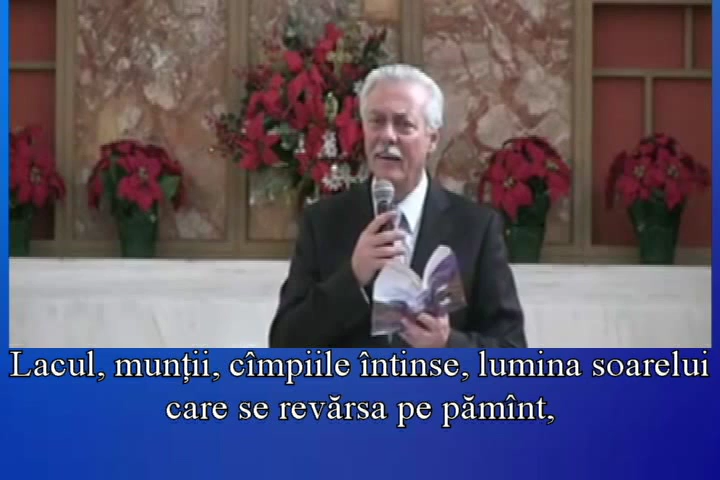 Lacul, munții, cîmpiile întinse, lumina soarelui
care se revărsa pe pămînt,